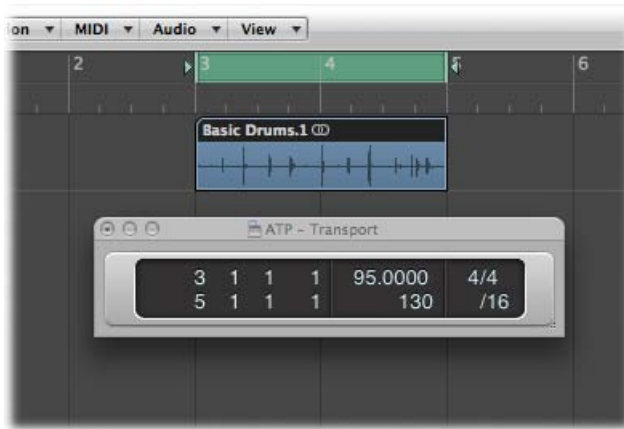 ion MIDI Audio View
2 3 4 5 6
Basic Drums.1
ATP - Transport
3 1 1 1 95.0000 4/4
5 1 1 1 130 /16